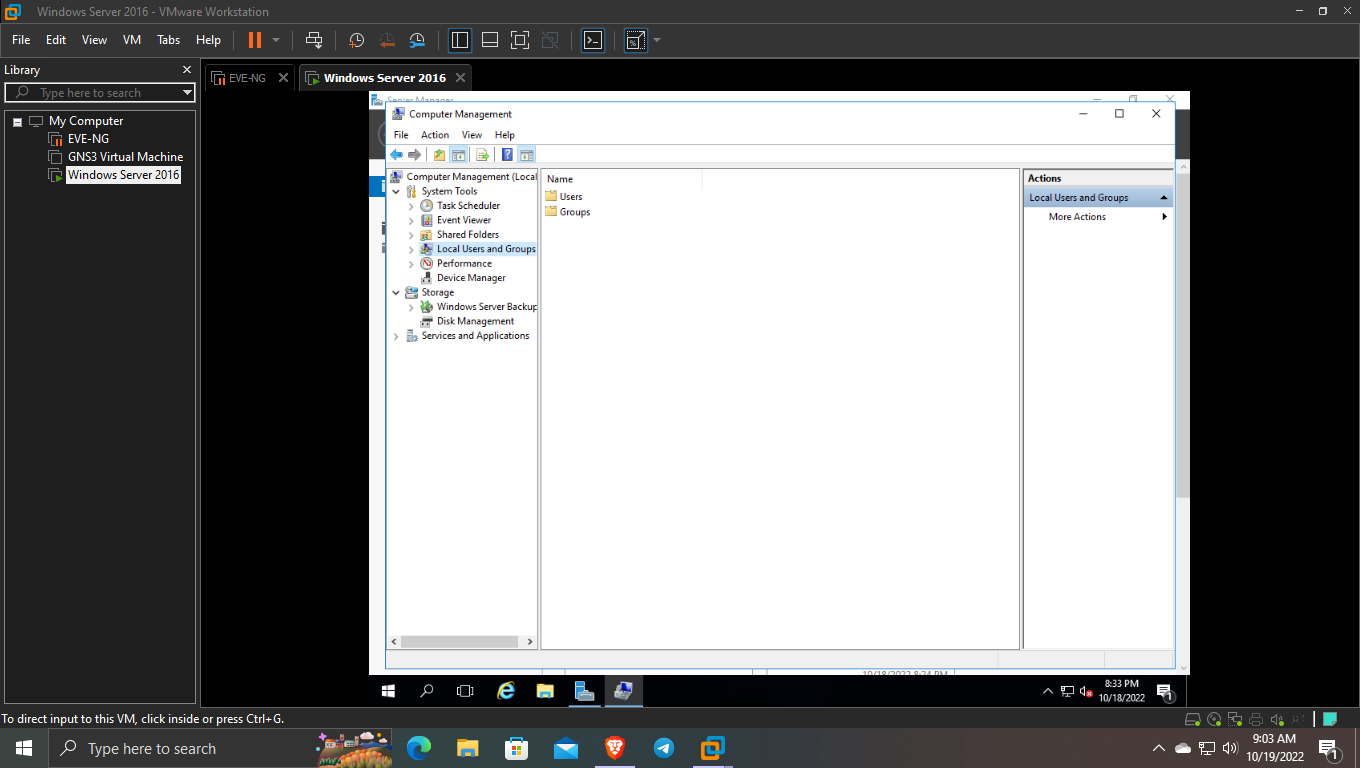 Windows Server 2016 - VMware Workstation
File Edit View VM Tabs Help
Library
Type here to search
My Computer
EVE-NG
GNS3 Virtual Machine
Windows Server 2016
EVE-NG
Windows Server 2016
Server Manager
Computer Management
File Action View Help
Computer Management (Local
System Tools
Task Scheduler
Event Viewer
Shared Folders
Local Users and Groups
Performance
Device Manager
Storage
Windows Server Backup
Disk Management
Services and Applications
Name
Users
Groups
Actions
Local Users and Groups
More Actions
10/18/2022 8:24 PM
8:33 PM
10/18/2022
1
To direct input to this VM, click inside or press Ctrl+G.
Type here to search
9:03 AM
10/19/2022
1